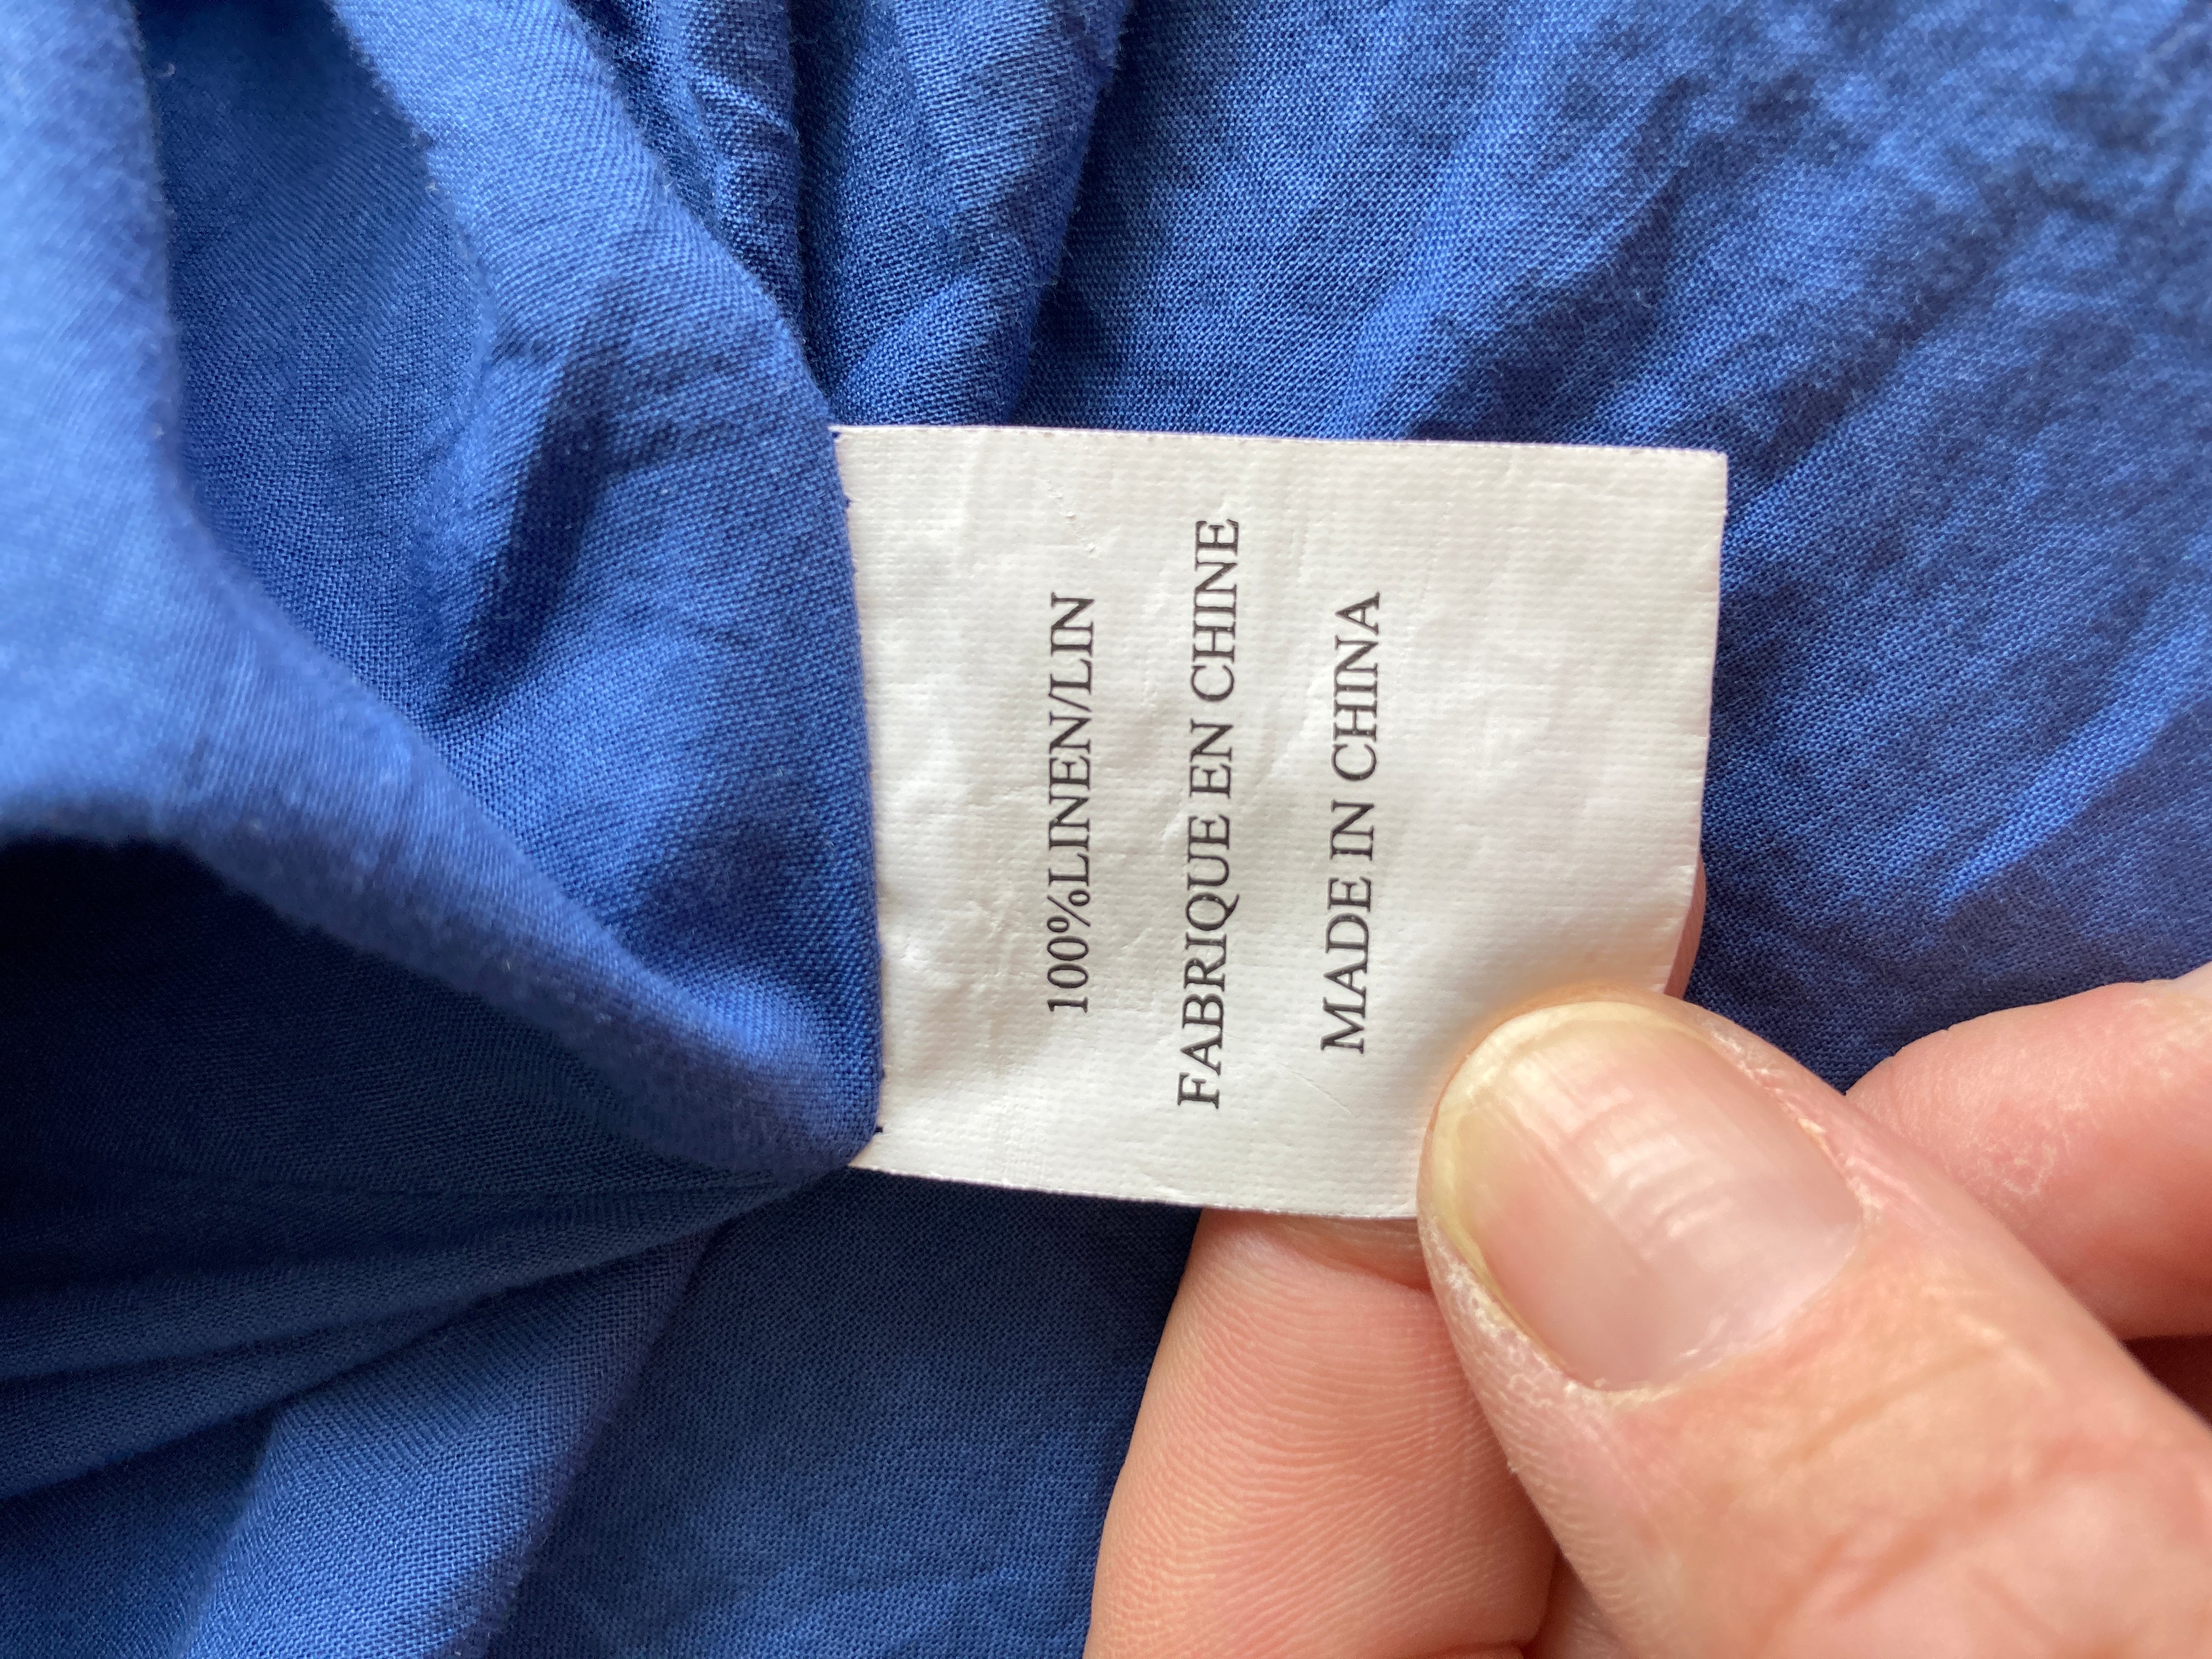 100%LINEN/LIN
FABRIQUE EN CHINE
MADE IN CHINA